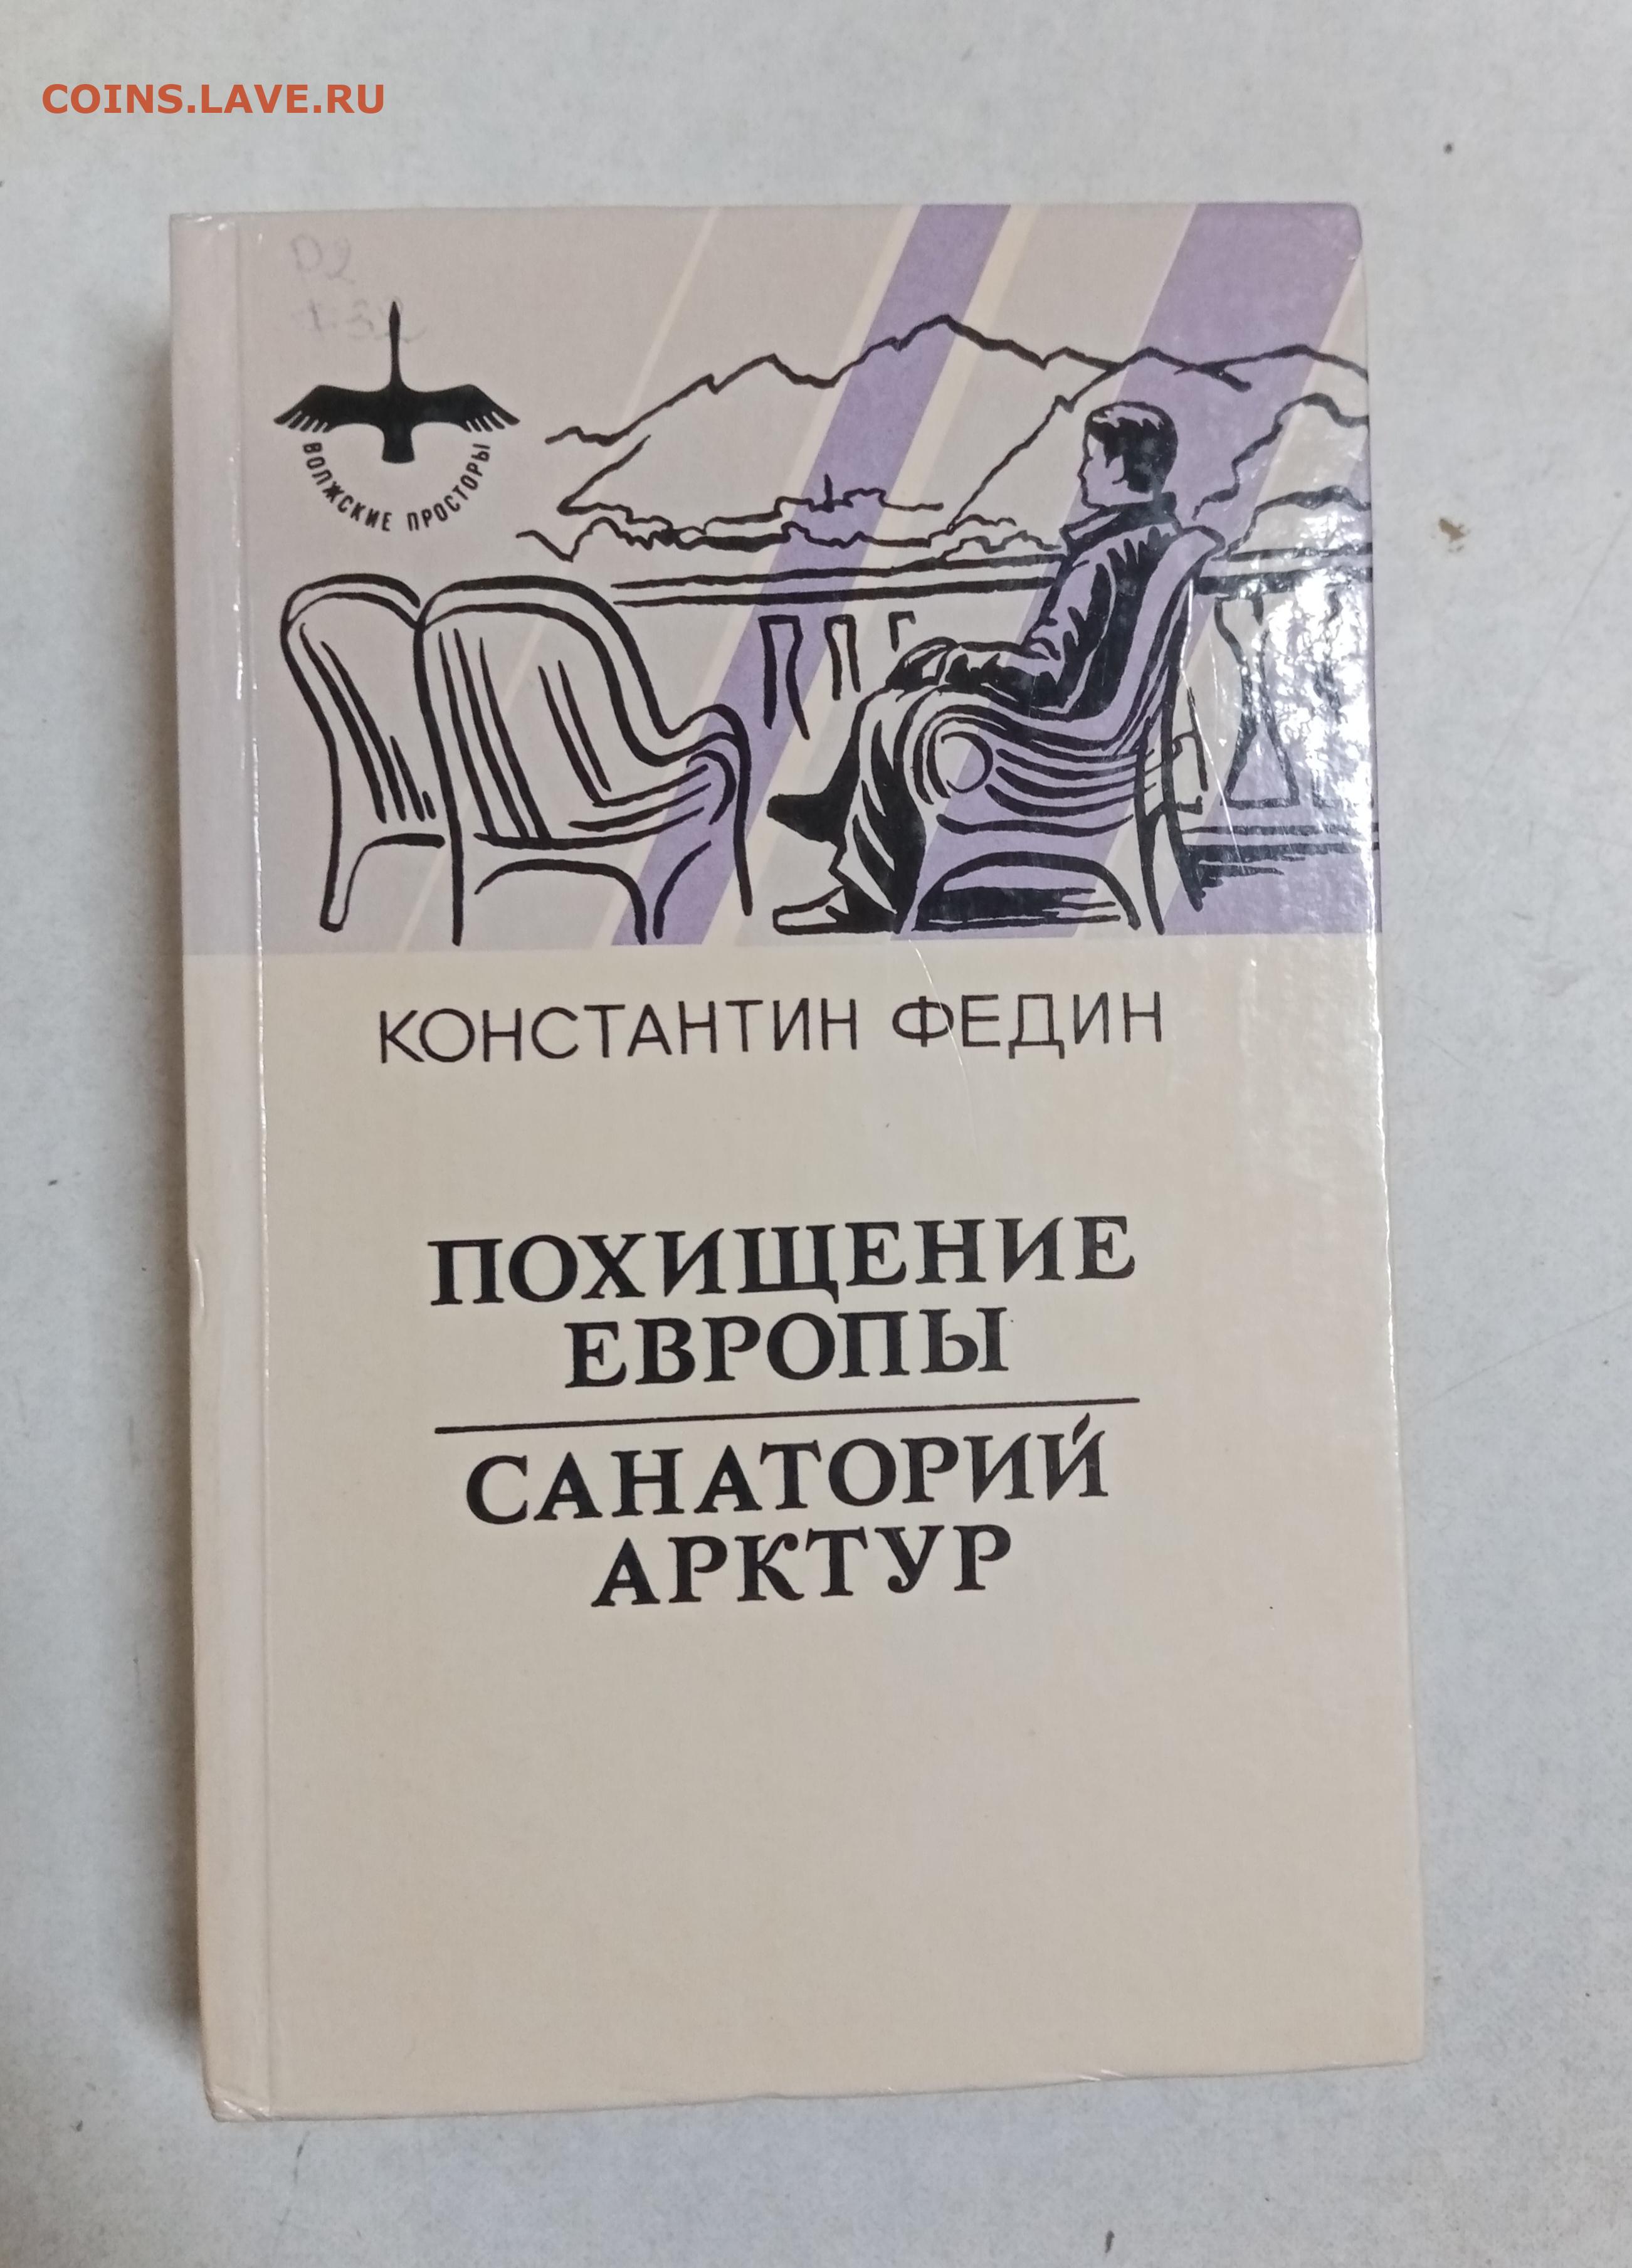 COINS.LAVE.RU
ВОЛЖСКИЕ ПРОСТОРЫ
КОНСТАНТИН ФЕДИН
ПОХИЩЕНИЕ
ЕВРОПЫ
САНАТОРИЙ
АРКТУР